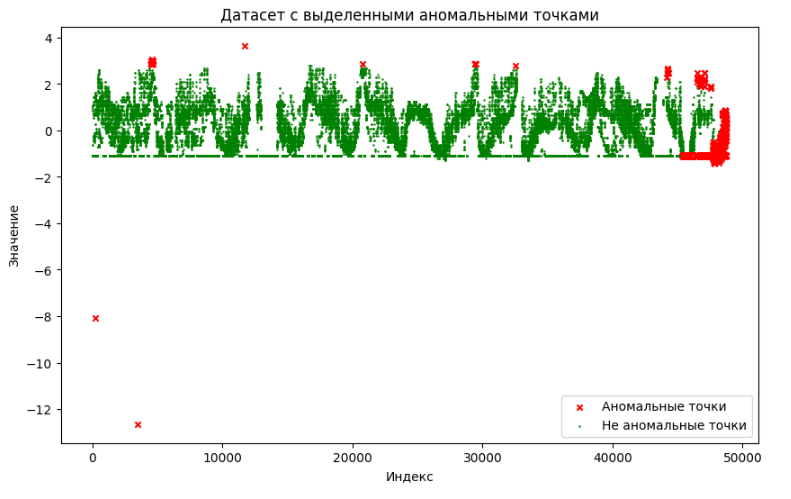 Датасет с выделенными аномальными точками
4
2
0
−2
−4
−6
−8
−10
−12
Значение
Аномальные точки
Не аномальные точки
0 10000 20000 30000 40000 50000
Индекс